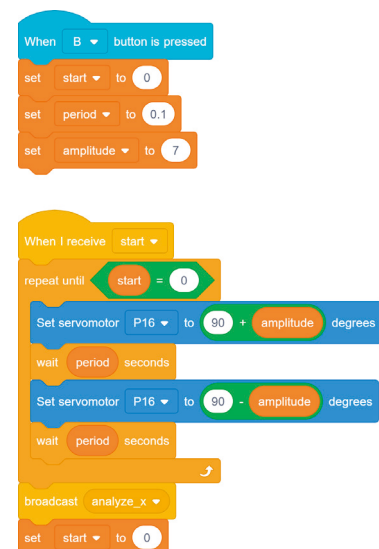 When B button is pressed
set start to 0
set period to 0.1
set amplitude to 7
When I receive start
repeat until start = 0
Set servomotor P16 to 90 + amplitude degrees
wait period seconds
Set servomotor P16 to 90 - amplitude degrees
wait period seconds
broadcast analyze_x
set start to 0